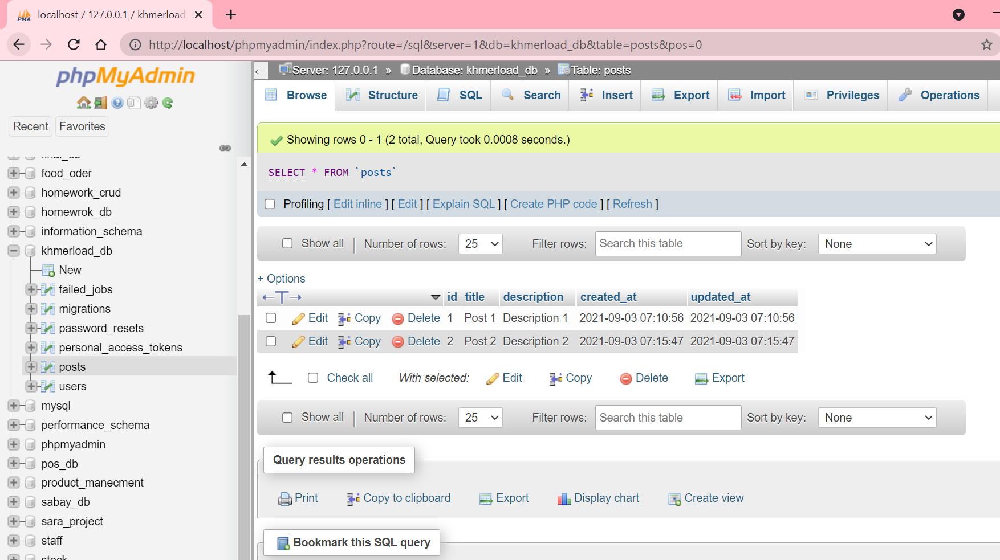 localhost / 127.0.0.1 / khmerload
http://localhost/phpmyadmin/index.php?route=/sql&server=1&db=khmerload_db&table=posts&pos=0
phpMyAdmin
Recent Favorites
final_db
food_oder
homework_crud
homewrok_db
information_schema
khmerload_db
New
failed_jobs
migrations
password_resets
personal_access_tokens
posts
users
mysql
performance_schema
phpmyadmin
pos_db
product_manecment
sabay_db
sara_project
staff
stock
Server: 127.0.0.1 » Database: khmerload_db » Table: posts
Browse Structure SQL Search Insert Export Import Privileges Operations
Showing rows 0 - 1 (2 total, Query took 0.0008 seconds.)
SELECT * FROM `posts`
Profiling [ Edit inline ] [ Edit ] [ Explain SQL ] [ Create PHP code ] [ Refresh ]
Show all | Number of rows: 25 Filter rows: Search this table Sort by key: None
+ Options
←T→ id title description created_at updated_at
Edit Copy Delete 1 Post 1 Description 1 2021-09-03 07:10:56 2021-09-03 07:10:56
Edit Copy Delete 2 Post 2 Description 2 2021-09-03 07:15:47 2021-09-03 07:15:47
Check all With selected: Edit Copy Delete Export
Show all | Number of rows: 25 Filter rows: Search this table Sort by key: None
Query results operations
Print Copy to clipboard Export Display chart Create view
Bookmark this SQL query